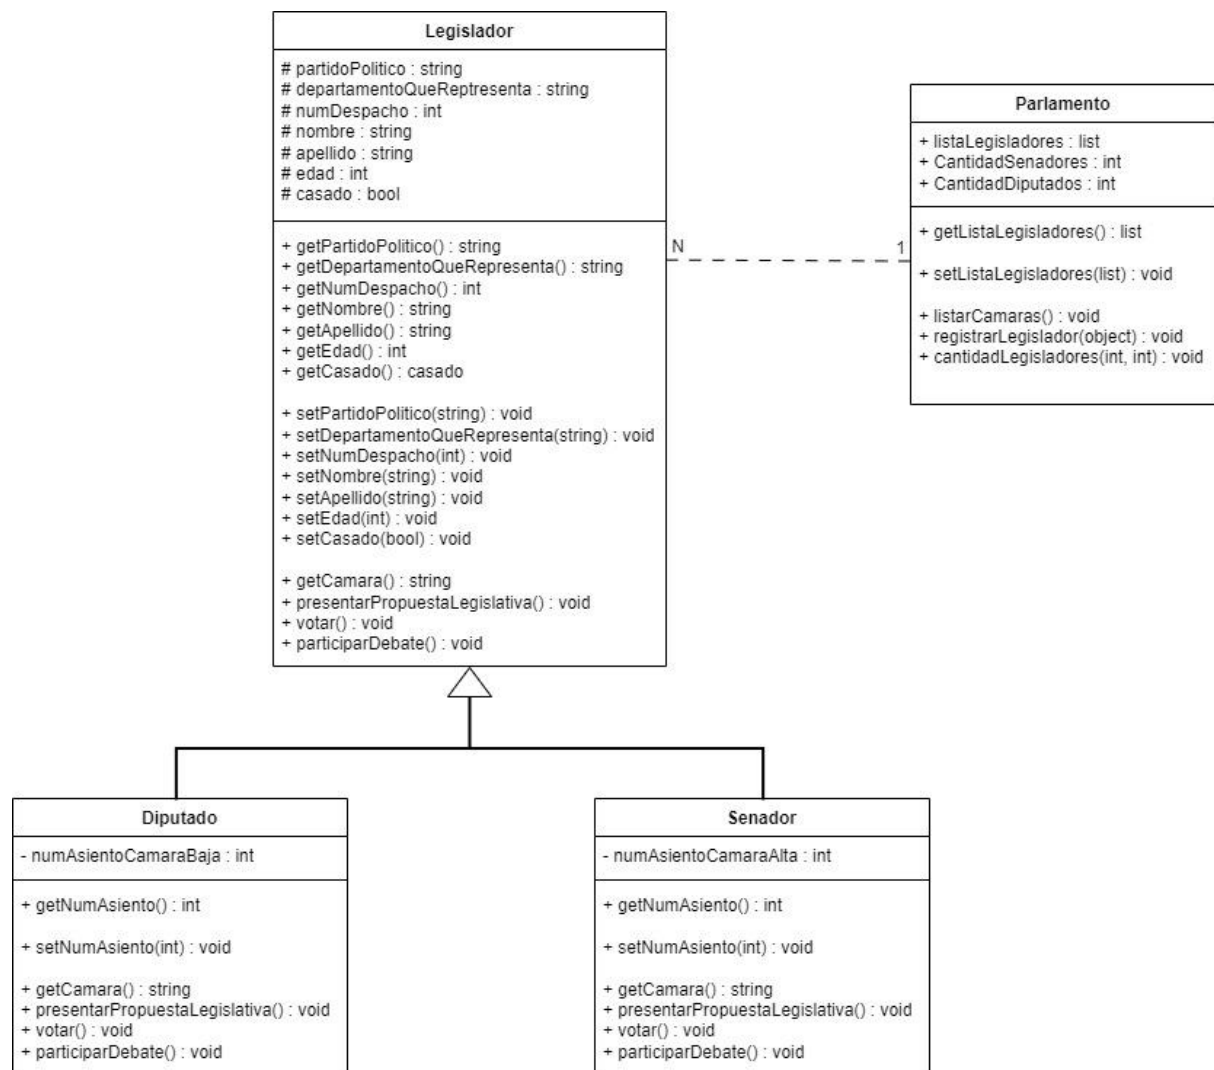 Legislador
# partidoPolitico : string
# departamentoQueReptresenta : string
# numDespacho : int
# nombre : string
# apellido : string
# edad : int
# casado : bool
+ getPartidoPolitico() : string
+ getDepartamentoQueRepresenta() : string
+ getNumDespacho() : int
+ getNombre() : string
+ getApellido() : string
+ getEdad() : int
+ getCasado() : casado
+ setPartidoPolitico(string) : void
+ setDepartamentoQueRepresenta(string) : void
+ setNumDespacho(int) : void
+ setNombre(string) : void
+ setApellido(string) : void
+ setEdad(int) : void
+ setCasado(bool) : void
+ getCamara() : string
+ presentarPropuestaLegislativa() : void
+ votar() : void
+ participarDebate() : void
N
1
Parlamento
+ listaLegisladores : list
+ CantidadSenadores : int
+ CantidadDiputados : int
+ getListaLegisladores() : list
+ setListaLegisladores(list) : void
+ listarCamaras() : void
+ registrarLegislador(object) : void
+ cantidadLegisladores(int, int) : void
Diputado
- numAsientoCamaraBaja : int
+ getNumAsiento() : int
+ setNumAsiento(int) : void
+ getCamara() : string
+ presentarPropuestaLegislativa() : void
+ votar() : void
+ participarDebate() : void
Senador
- numAsientoCamaraAlta : int
+ getNumAsiento() : int
+ setNumAsiento(int) : void
+ getCamara() : string
+ presentarPropuestaLegislativa() : void
+ votar() : void
+ participarDebate() : void